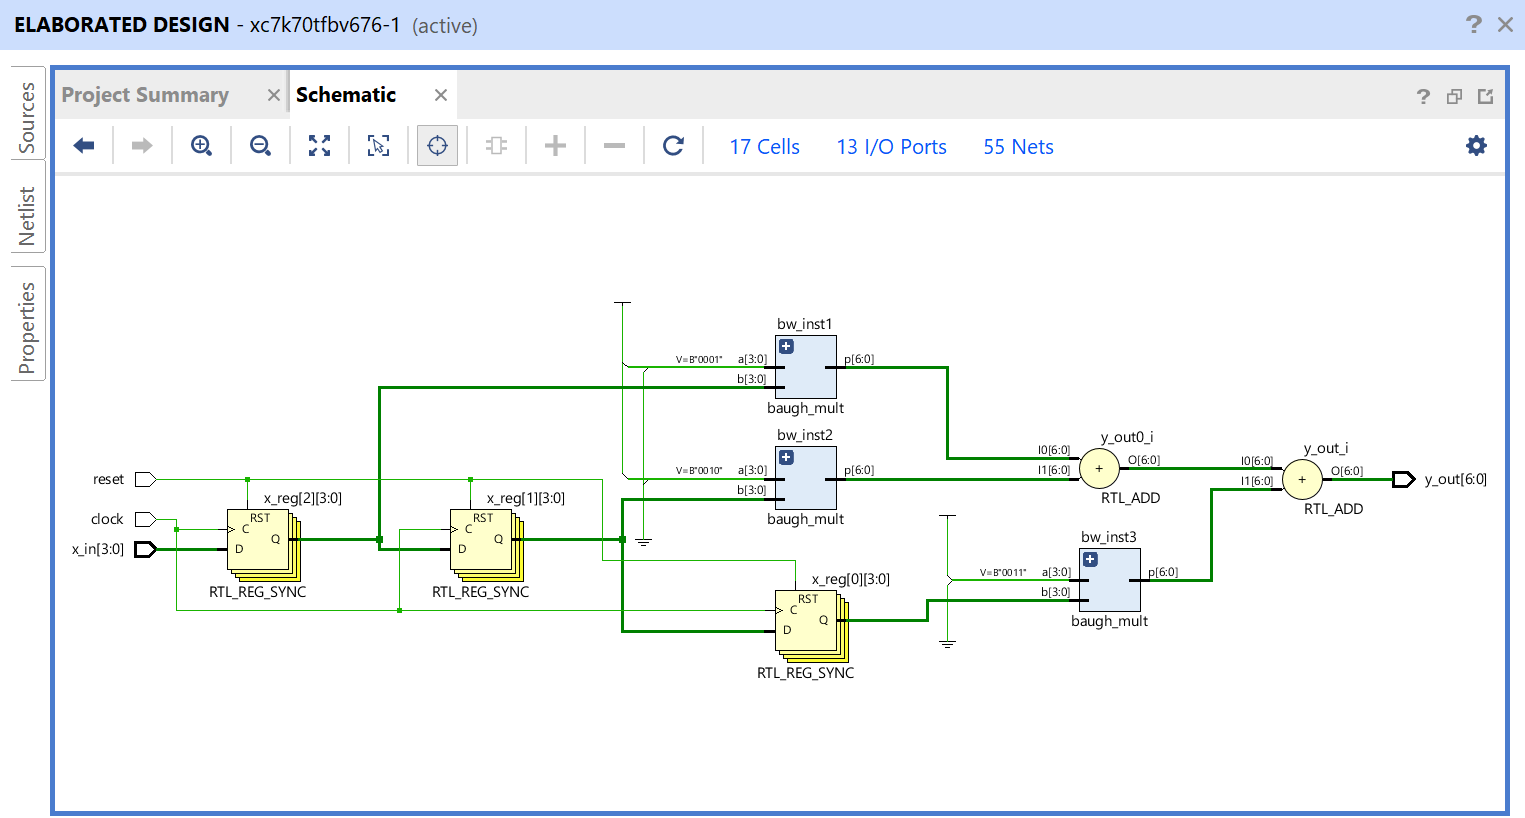 ELABORATED DESIGN - xc7k70tfbv676-1 (active)
Sources
Netlist
Properties
Project Summary
Schematic
17 Cells 13 I/O Ports 55 Nets
bw_inst1
V=B"0001" a[3:0] p[6:0]
b[3:0]
baugh_mult
bw_inst2
V=B"0010" a[3:0] p[6:0]
b[3:0]
baugh_mult
y_out0_i
I0[6:0] O[6:0]
I1[6:0] +
RTL_ADD
y_out_i
I0[6:0] O[6:0] y_out[6:0]
I1[6:0] +
RTL_ADD
reset
clock
x_in[3:0]
x_reg[2][3:0]
RST
C
Q
D
RTL_REG_SYNC
x_reg[1][3:0]
RST
C
Q
D
RTL_REG_SYNC
x_reg[0][3:0]
RST
C
Q
D
RTL_REG_SYNC
bw_inst3
V=B"0011" a[3:0] p[6:0]
b[3:0]
baugh_mult